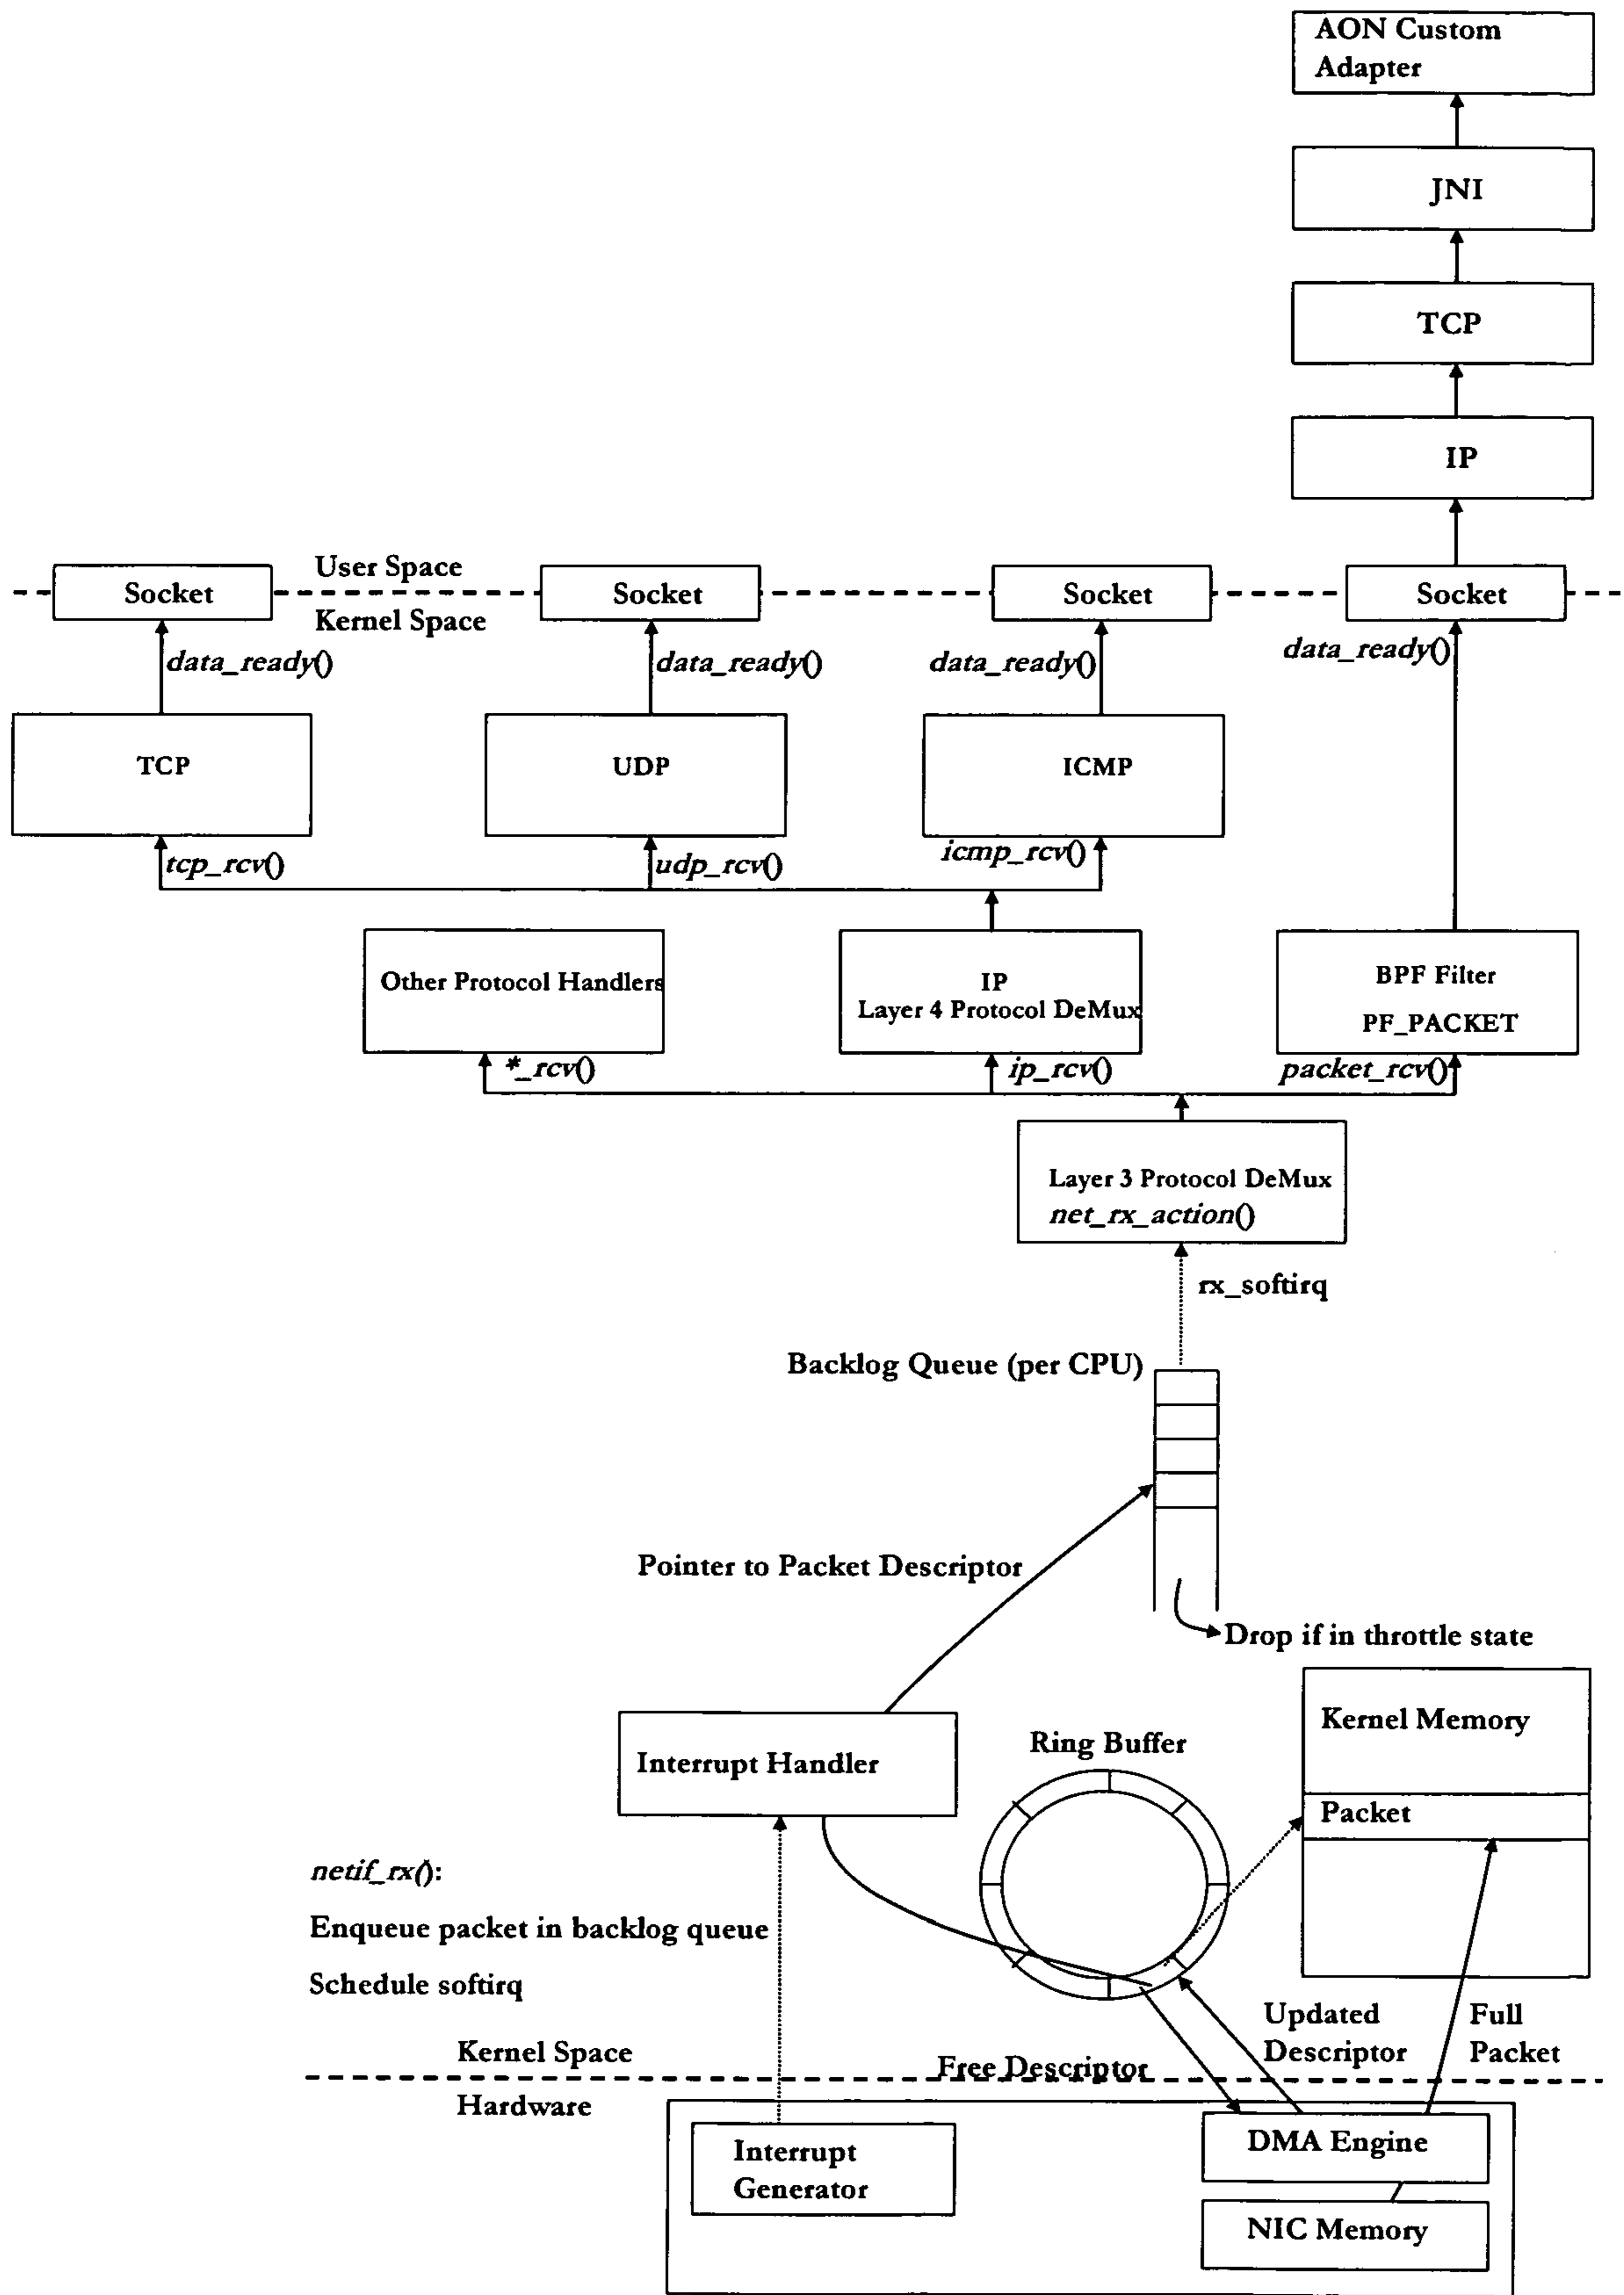 AON Custom
Adapter
JNI
TCP
IP
User Space
Socket
Socket
Socket
Socket
Kernel Space
data_ready()
data_ready()
data_ready()
data_ready()
TCP
UDP
ICMP
tcp_rcv()
udp_rcv()
icmp_rcv()
Other Protocol Handlers
IP
Layer 4 Protocol DeMux
BPF Filter
PF_PACKET
*_rcv()
ip_rcv()
packet_rcv()
Layer 3 Protocol DeMux
net_rx_action()
rx_softirq
Backlog Queue (per CPU)
Pointer to Packet Descriptor
Drop if in throttle state
Kernel Memory
Packet
Ring Buffer
Interrupt Handler
netif_rx():
Enqueue packet in backlog queue
Schedule softirq
Updated
Descriptor
Full
Packet
Kernel Space
Free Descriptor
Hardware
Interrupt
Generator
DMA Engine
NIC Memory